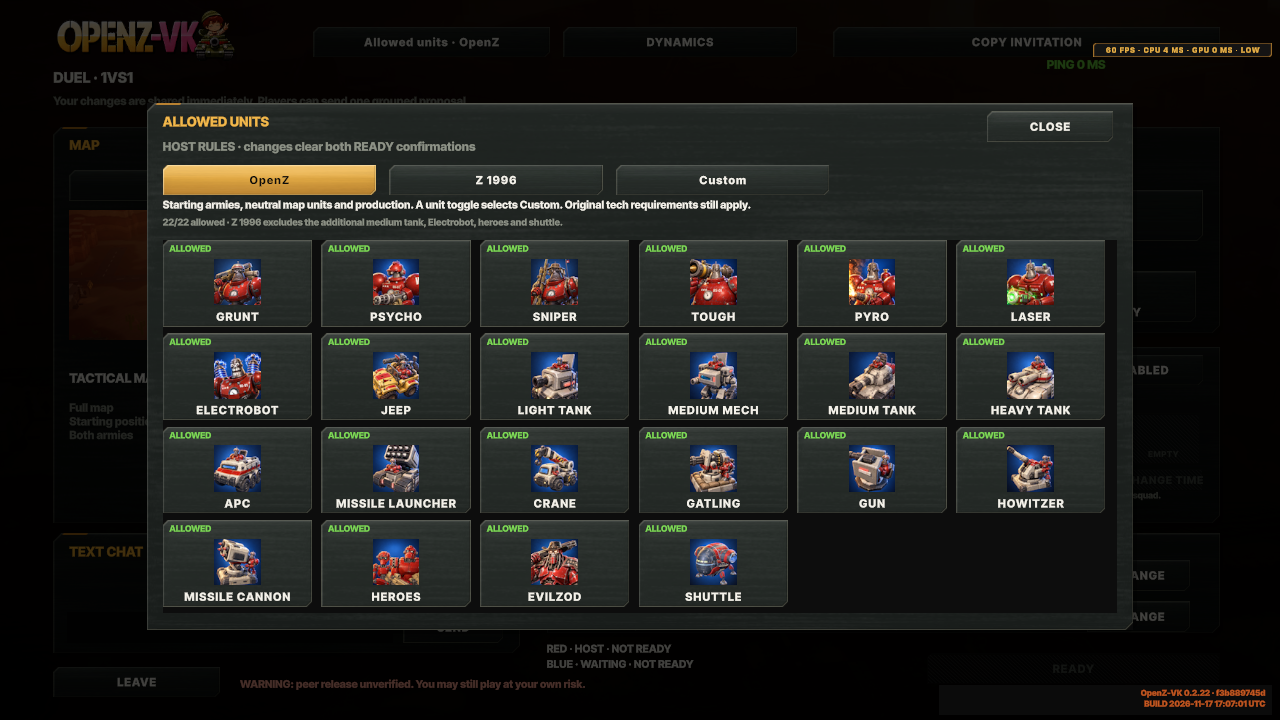 OPENZ-VK
Allowed units · OpenZ
DYNAMICS
COPY INVITATION
60 FPS · CPU 4 MS · GPU 0 MS · LOW
PING 0 MS
DUEL · 1VS1
Your changes are shared immediately. Players can send one grouped proposal.
MAP
ALLOWED UNITS
CLOSE
HOST RULES · changes clear both READY confirmations
OpenZ
Z 1996
Custom
Starting armies, neutral map units and production. A unit toggle selects Custom. Original tech requirements still apply.
22/22 allowed · Z 1996 excludes the additional medium tank, Electrobot, heroes and shuttle.
ALLOWED
GRUNT
ALLOWED
PSYCHO
ALLOWED
SNIPER
ALLOWED
TOUGH
ALLOWED
PYRO
ALLOWED
LASER
ALLOWED
ELECTROBOT
ALLOWED
JEEP
ALLOWED
LIGHT TANK
ALLOWED
MEDIUM MECH
ALLOWED
MEDIUM TANK
ALLOWED
HEAVY TANK
ALLOWED
APC
ALLOWED
MISSILE LAUNCHER
ALLOWED
CRANE
ALLOWED
GATLING
ALLOWED
GUN
ALLOWED
HOWITZER
ALLOWED
MISSILE CANNON
ALLOWED
HEROES
ALLOWED
EVILZOD
ALLOWED
SHUTTLE
TACTICAL MA
Full map
Starting positio
Both armies
Y
ABLED
EMPTY
HANGE TIME
squad.
TEXT CHAT
ANGE
ANGE
SEND
RED · HOST · NOT READY
BLUE · WAITING · NOT READY
READY
LEAVE
WARNING: peer release unverified. You may still play at your own risk.
OpenZ-VK 0.2.22 · f3b889745d
BUILD 2026-11-17 17:07:01 UTC